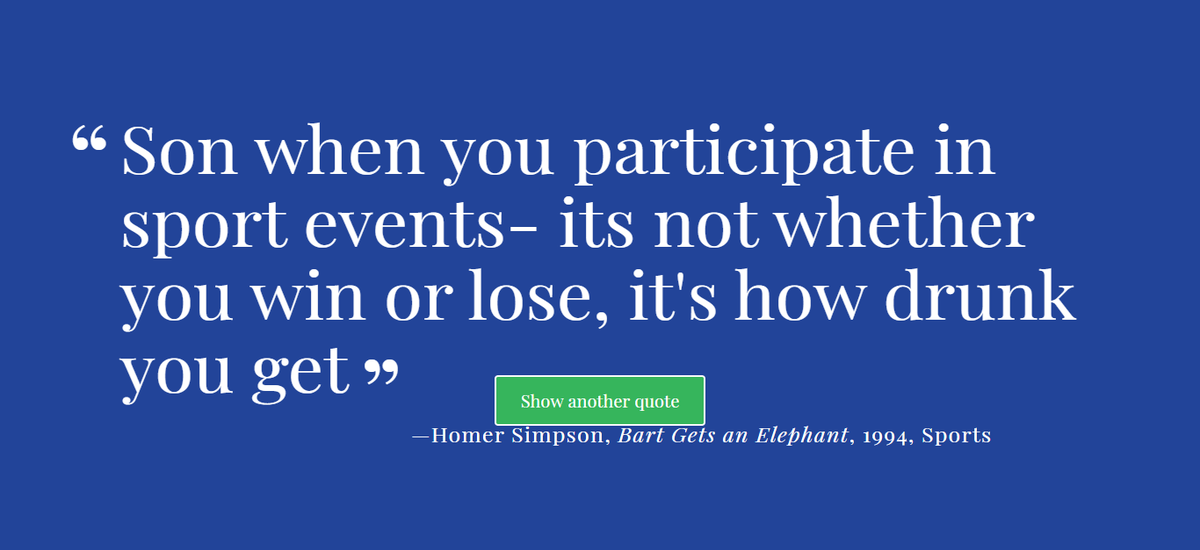 “ Son when you participate in
sport events- its not whether
you win or lose, it's how drunk
you get ”
Show another quote
—Homer Simpson, Bart Gets an Elephant, 1994, Sports